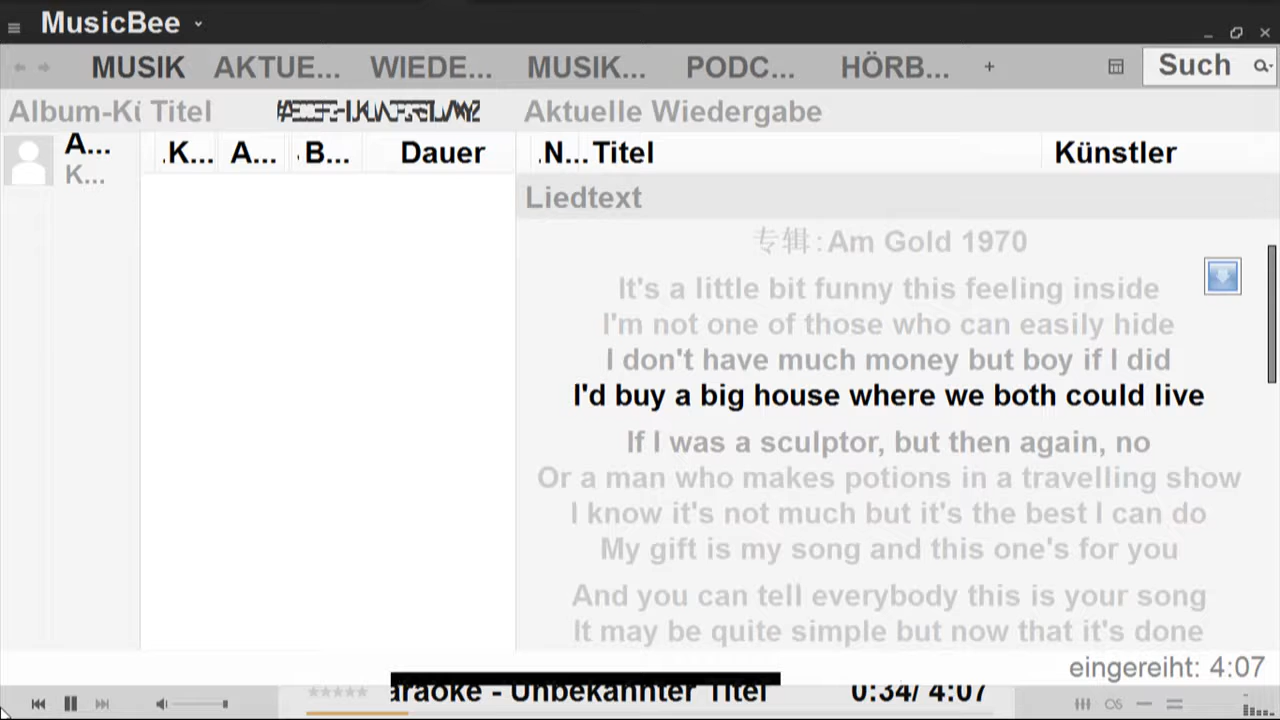 MusicBee
MUSIK AKTUE... WIEDE... MUSIK... PODC... HÖRB... + Such
Album-Kü Titel Aktuelle Wiedergabe
A... K... A... B... Dauer N... Titel Künstler
K...
Liedtext
专辑:Am Gold 1970
It's a little bit funny this feeling inside
I'm not one of those who can easily hide
I don't have much money but boy if I did
I'd buy a big house where we both could live
If I was a sculptor, but then again, no
Or a man who makes potions in a travelling show
I know it's not much but it's the best I can do
My gift is my song and this one's for you
And you can tell everybody this is your song
It may be quite simple but now that it's done
eingereiht: 4:07
araoke - Unbekannter Titel 0:34/ 4:07